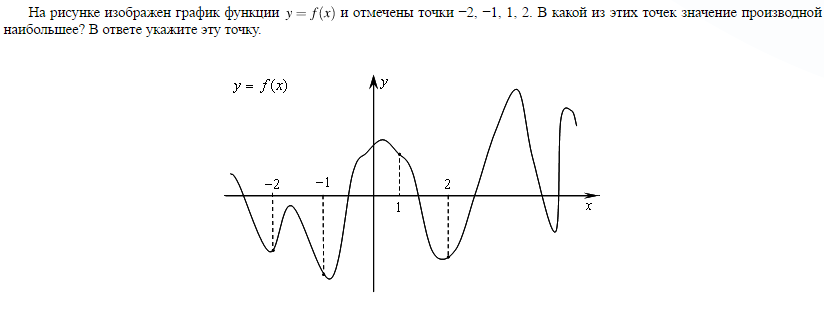 На рисунке изображен график функции y = f(x) и отмечены точки −2, −1, 1, 2. В какой из этих точек значение производной
наибольшее? В ответе укажите эту точку.
y = f(x)
y
−2
−1
2
1
x